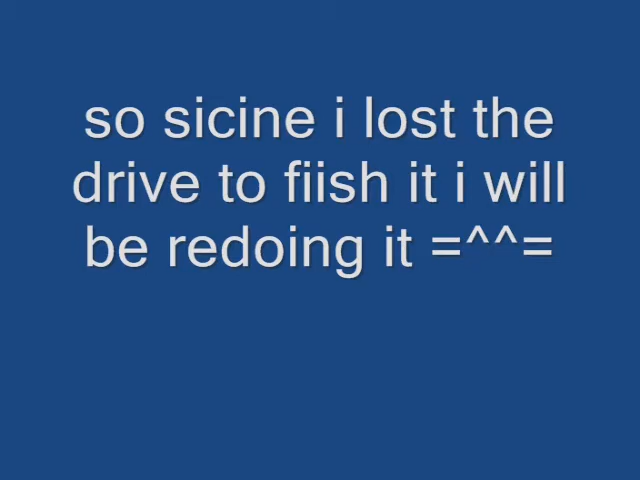 so sicine i lost the
drive to fiish it i will
be redoing it =^^=